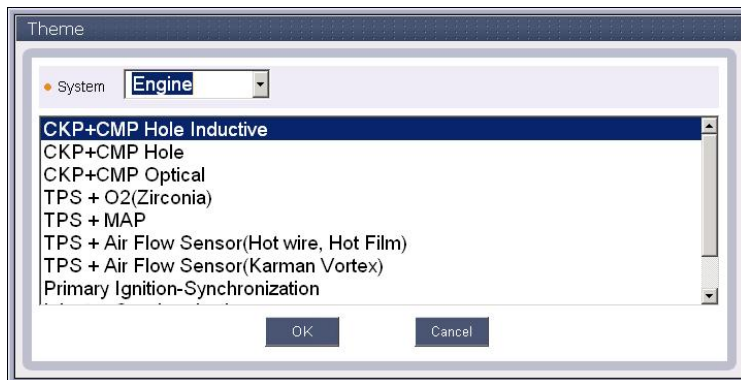 Theme
System Engine
CKP+CMP Hole Inductive
CKP+CMP Hole
CKP+CMP Optical
TPS + O2(Zirconia)
TPS + MAP
TPS + Air Flow Sensor(Hot wire, Hot Film)
TPS + Air Flow Sensor(Karman Vortex)
Primary Ignition-Synchronization
OK Cancel